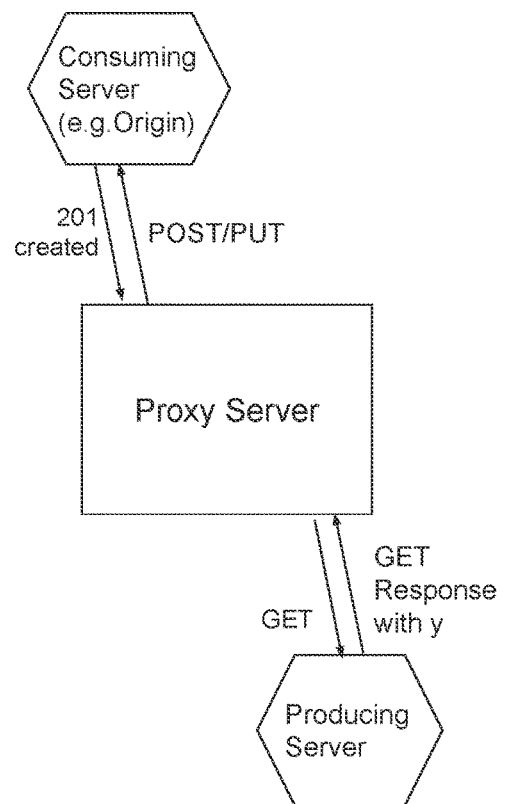 Consuming
Server
(e.g.Origin)
201
created
POST/PUT
Proxy Server
GET
Response
with y
GET
Producing
Server